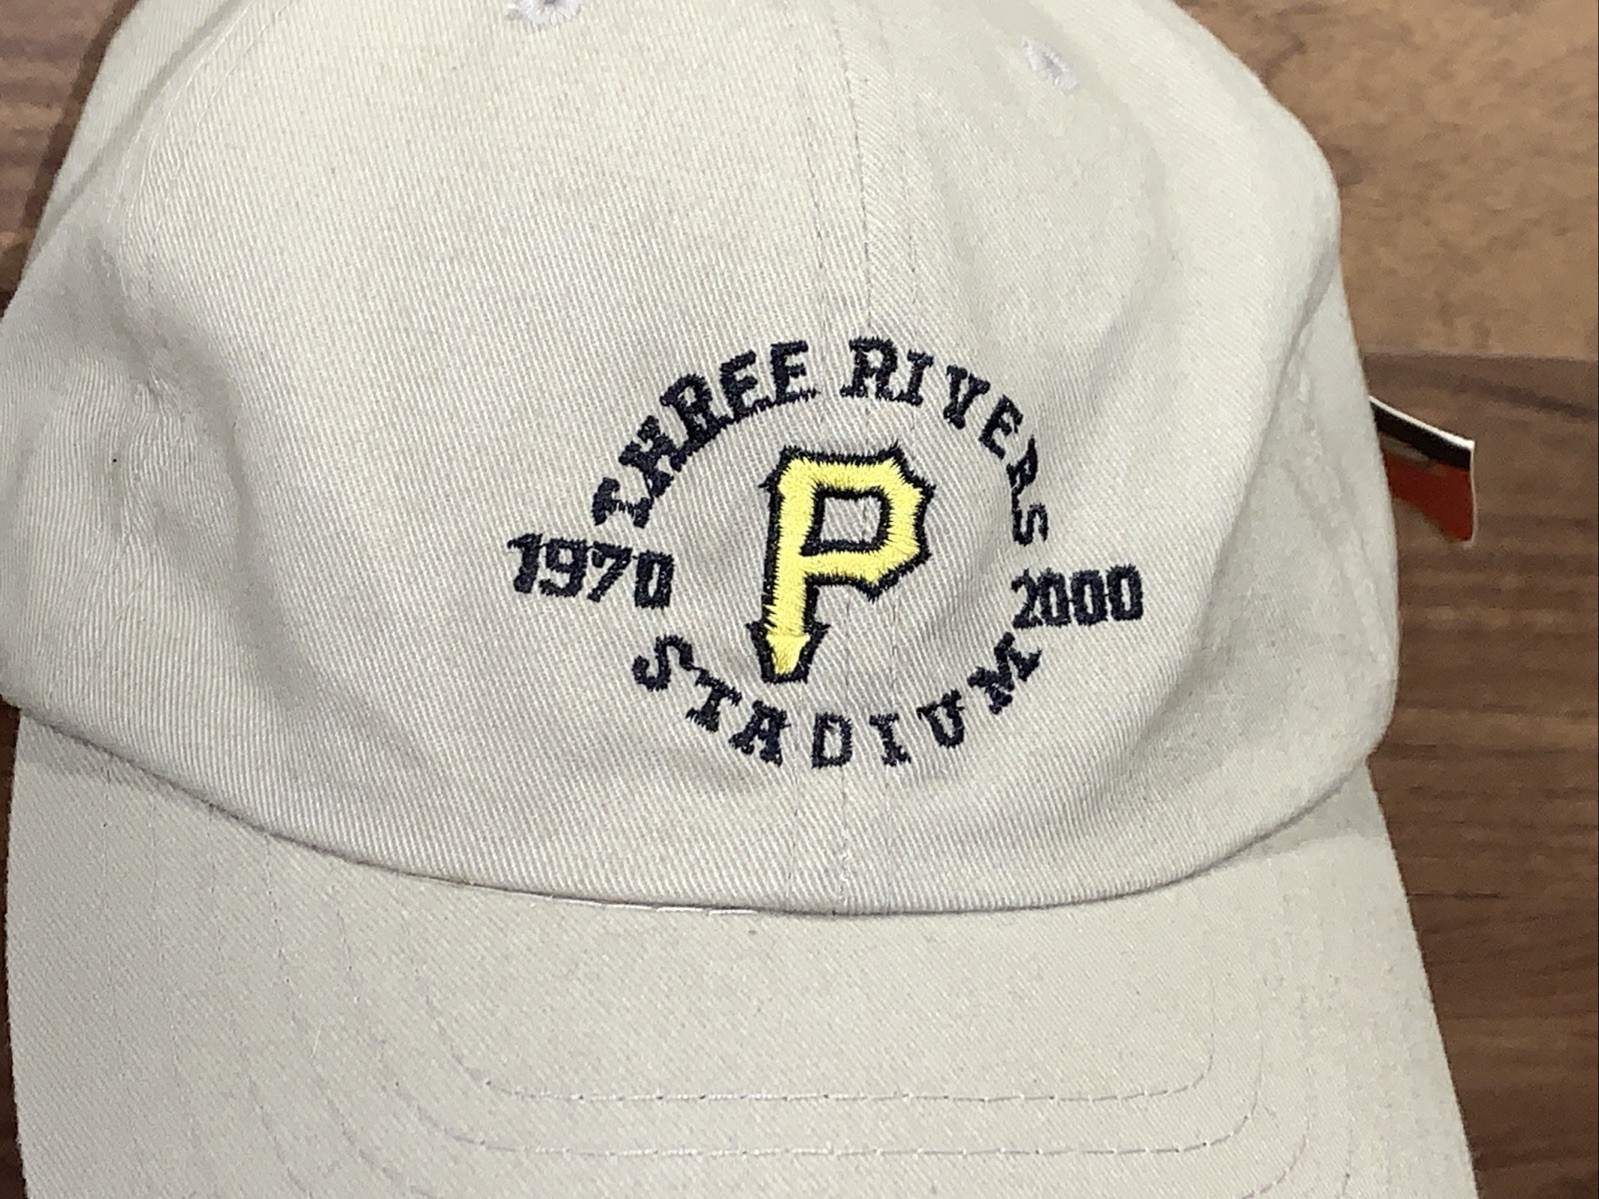 THREE RIVERS
1970 P 2000
STADIUM